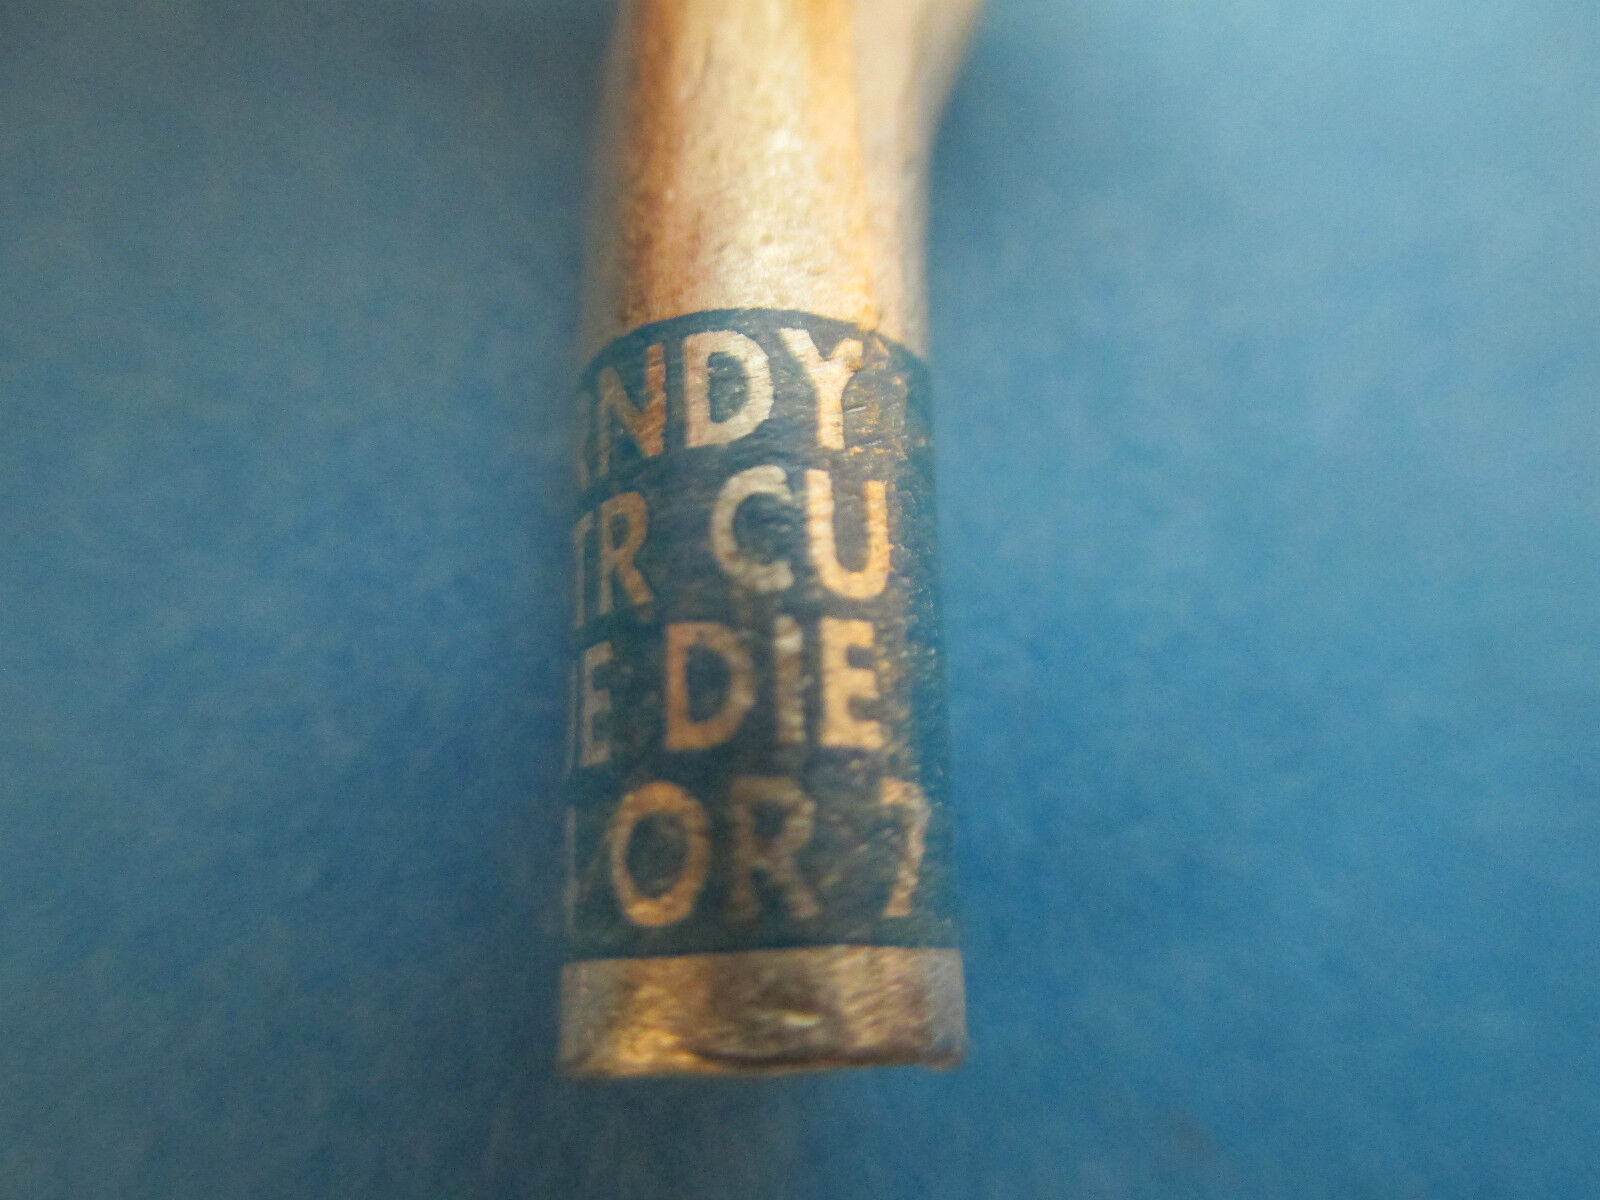 NDY
TR CU
E DIE
OR 7